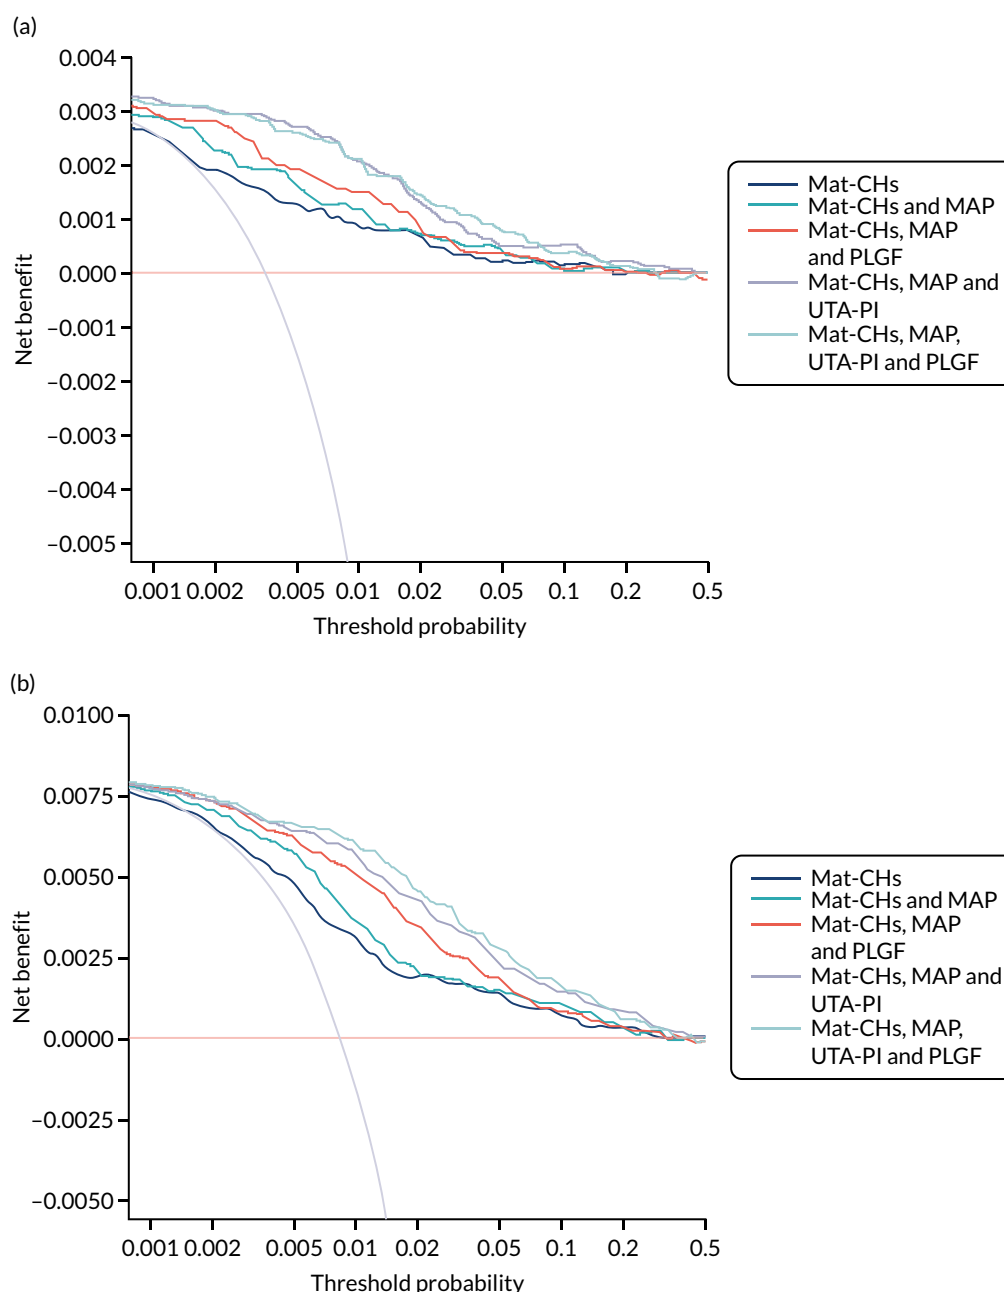 (a)
0.004
0.003
0.002
0.001
0.000
–0.001
–0.002
–0.003
–0.004
–0.005
Net benefit
0.001 0.002 0.005 0.01 0.02 0.05 0.1 0.2 0.5
Threshold probability
Mat-CHs
Mat-CHs and MAP
Mat-CHs, MAP
and PLGF
Mat-CHs, MAP and
UTA-PI
Mat-CHs, MAP,
UTA-PI and PLGF
(b)
0.0100
0.0075
0.0050
0.0025
0.0000
–0.0025
–0.0050
Net benefit
0.001 0.002 0.005 0.01 0.02 0.05 0.1 0.2 0.5
Threshold probability
Mat-CHs
Mat-CHs and MAP
Mat-CHs, MAP
and PLGF
Mat-CHs, MAP and
UTA-PI
Mat-CHs, MAP,
UTA-PI and PLGF